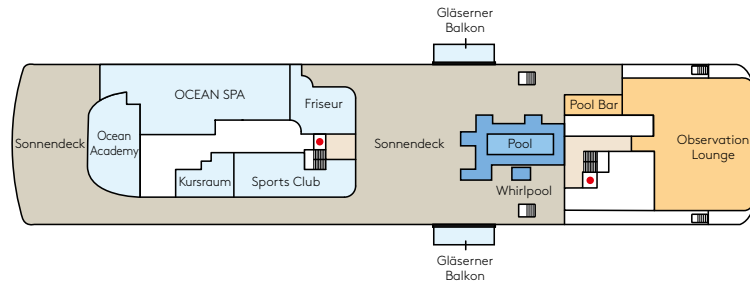 Gläserner
Balkon
OCEAN SPA
Friseur
Pool Bar
Sonnendeck
Ocean
Academy
Sonnendeck
Pool
Observation
Lounge
Kursraum
Sports Club
Whirlpool
Gläserner
Balkon